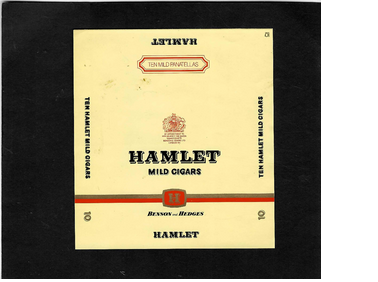 HAMLET
TEN MILD PANATELLAS
TEN HAMLET MILD CIGARS
TEN HAMLET MILD CIGARS
HAMLET
MILD CIGARS
H
10
10
BENSON and HEDGES
HAMLET